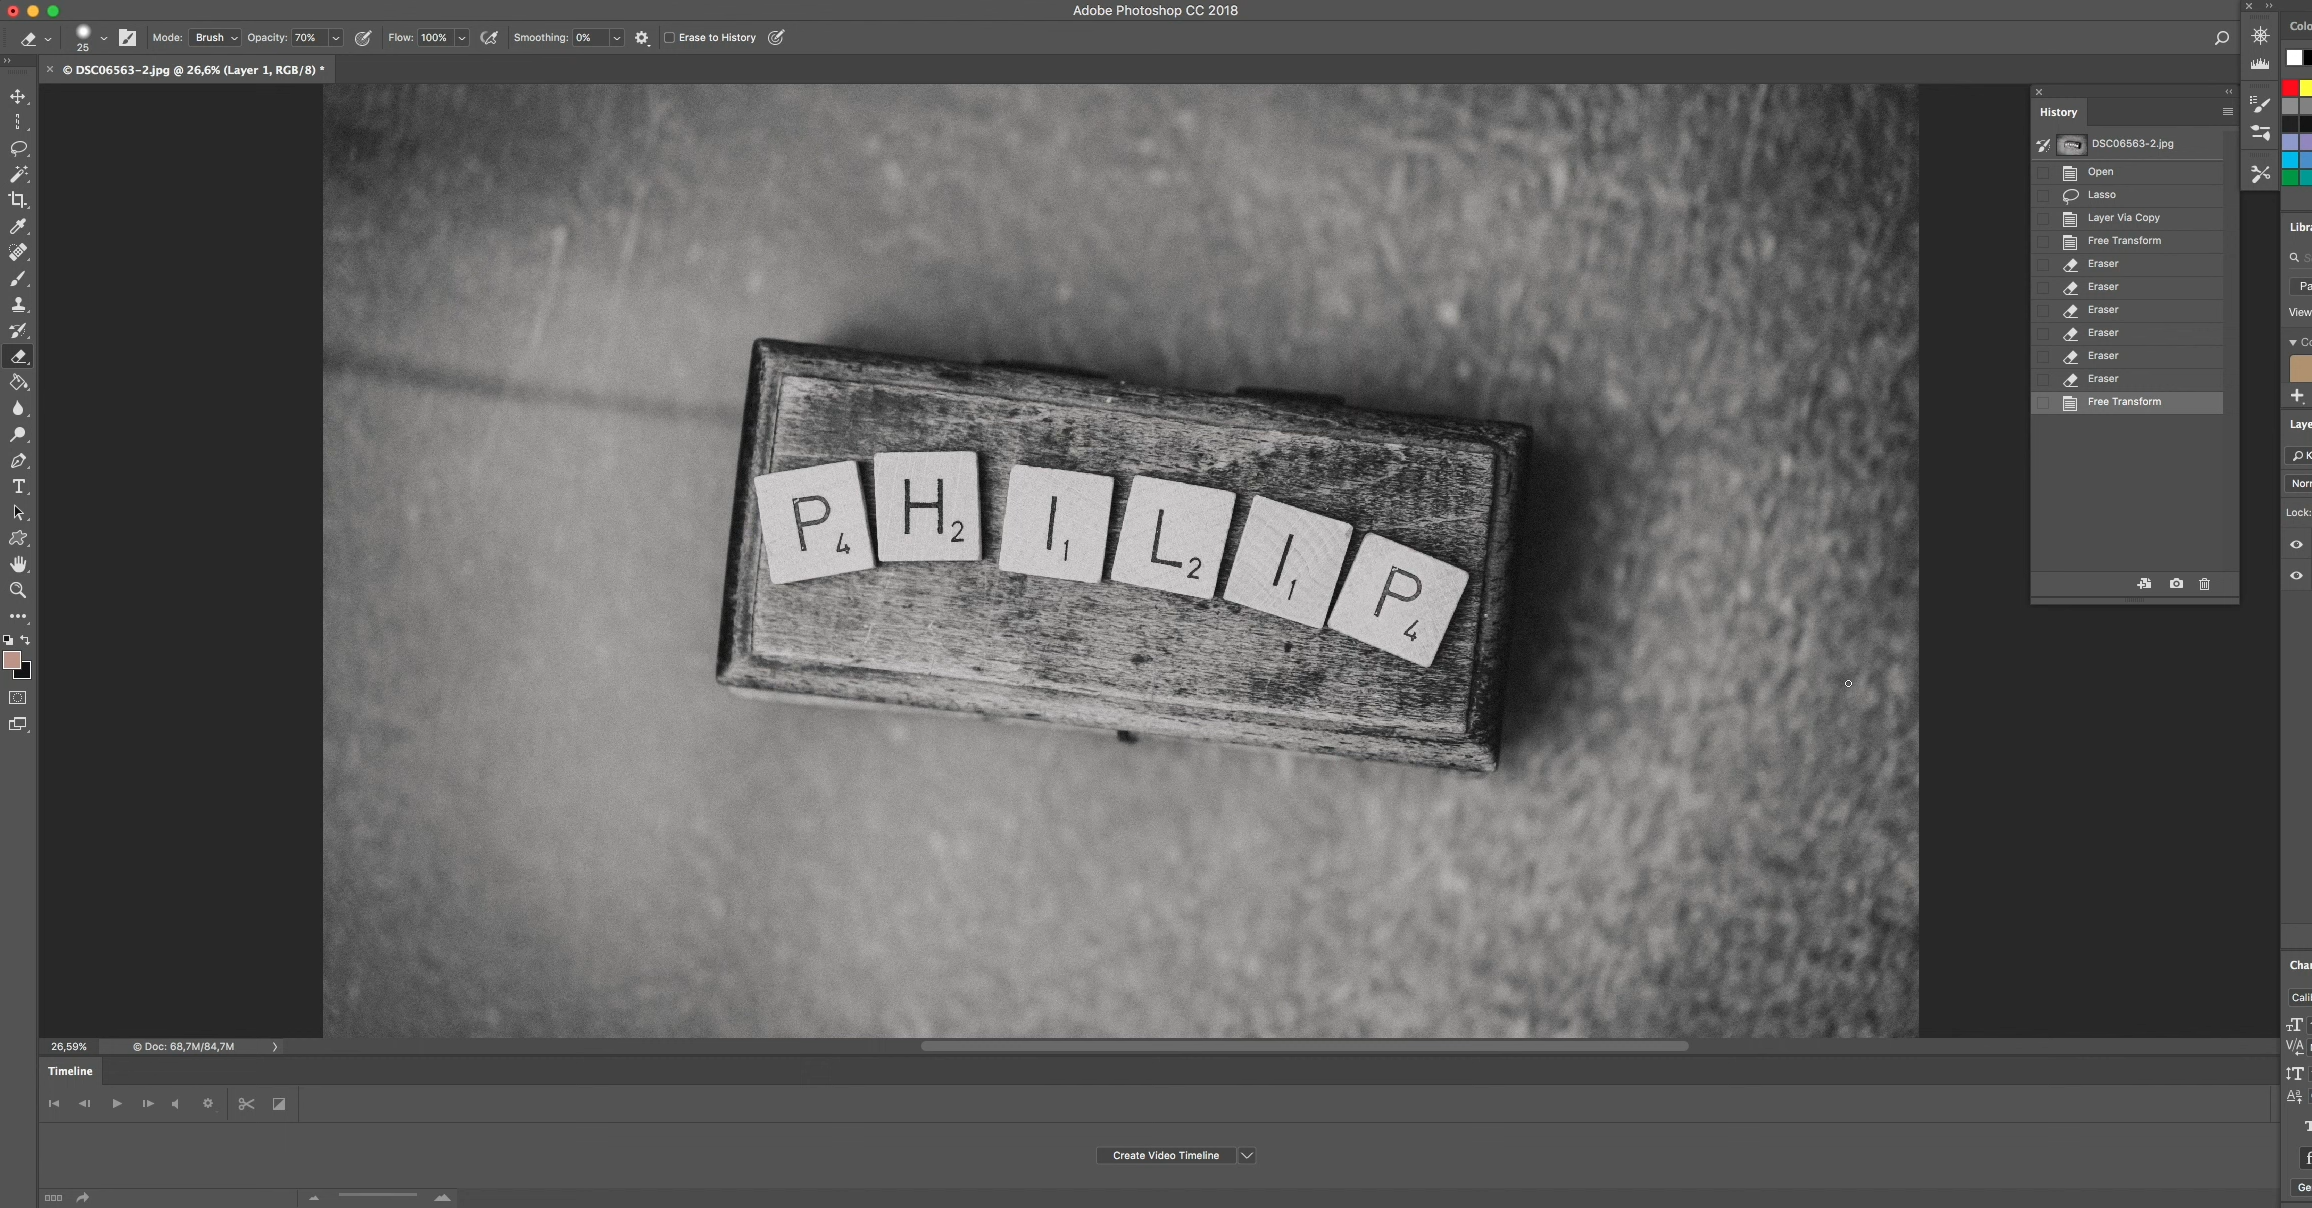 Adobe Photoshop CC 2018
25 Mode: Brush Opacity: 70% Flow: 100% Smoothing: 0% Erase to History
© DSC06563-2.jpg @ 26,6% (Layer 1, RGB/8) *
History
DSC06563-2.jpg
Open
Lasso
Layer Via Copy
Free Transform
Eraser
Eraser
Eraser
Eraser
Eraser
Eraser
Free Transform
P4 H2 I1 L2 I1 P4
26,59% © Doc: 68,7M/84,7M
Timeline
Create Video Timeline
View
Lock: